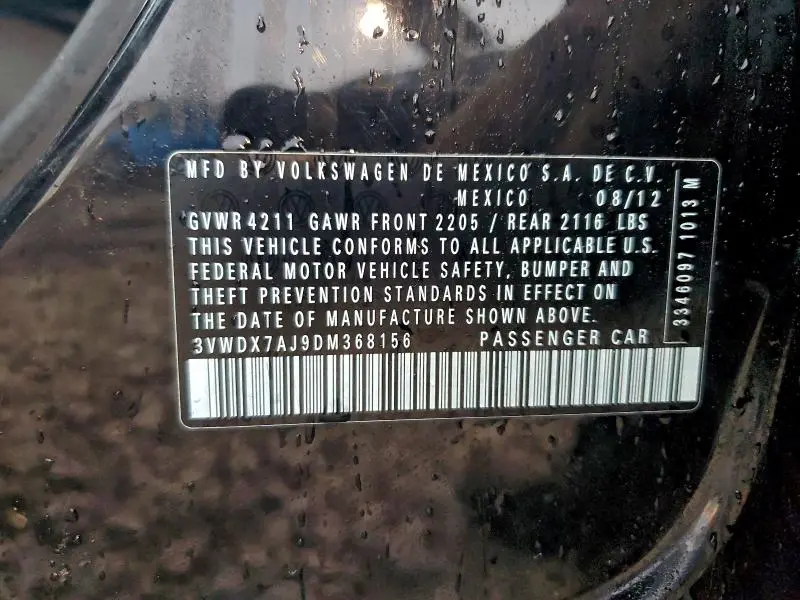 MFD BY VOLKSWAGEN DE MEXICO S.A. DE C.V.
MEXICO 08/12
GVWR 4211 GAWR FRONT 2205 / REAR 2116 LBS
THIS VEHICLE CONFORMS TO ALL APPLICABLE U.S.
FEDERAL MOTOR VEHICLE SAFETY, BUMPER AND
THEFT PREVENTION STANDARDS IN EFFECT ON
THE DATE OF MANUFACTURE SHOWN ABOVE.
3VWDX7AJ9DM368156 PASSENGER CAR
3346097 1013 M